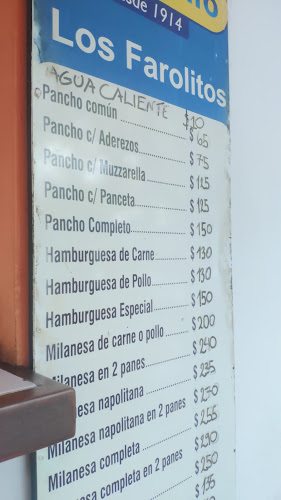 desde 1914
Los Farolitos
AGUA CALIENTE $10
Pancho común $65
Pancho c/ Aderezos $75
Pancho c/ Muzzarella $115
Pancho c/ Panceta $125
Pancho Completo $150
Hamburguesa de Carne $130
Hamburguesa de Pollo $130
Hamburguesa Especial $150
Milanesa de carne o pollo $200
Milanesa en 2 panes $240
Milanesa napolitana $235
Milanesa napolitana en 2 panes $270
Milanesa completa $255
Milanesa completa en 2 panes $290
$250